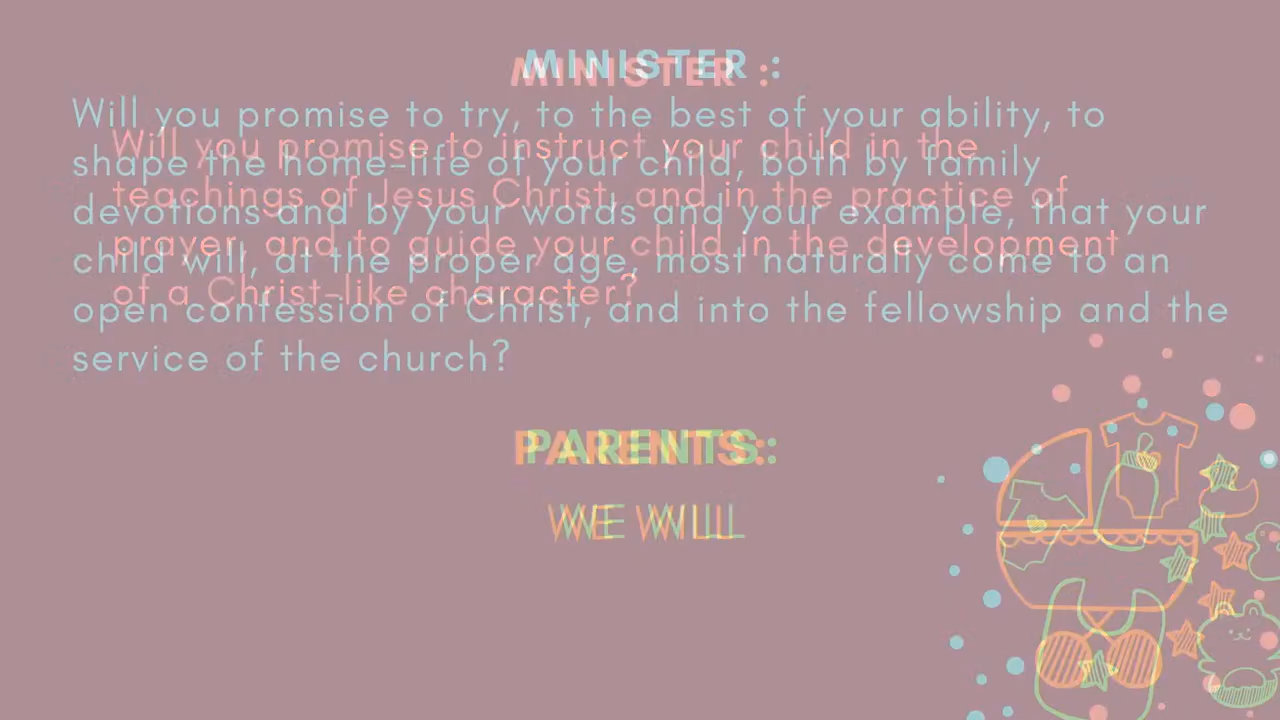 MINISTER :
Will you promise to try, to the best of your ability, to
shape the home-life of your child, both by family
devotions and by your words and your example, that your
child will, at the proper age, most naturally come to an
open confession of Christ, and into the fellowship and the
service of the church?
MINISTER :
Will you promise to instruct your child in the
teachings of Jesus Christ, and in the practice of
prayer, and to guide your child in the development
of a Christ-like character?
PARENTS:
WE WILL
PARENTS:
WE WILL